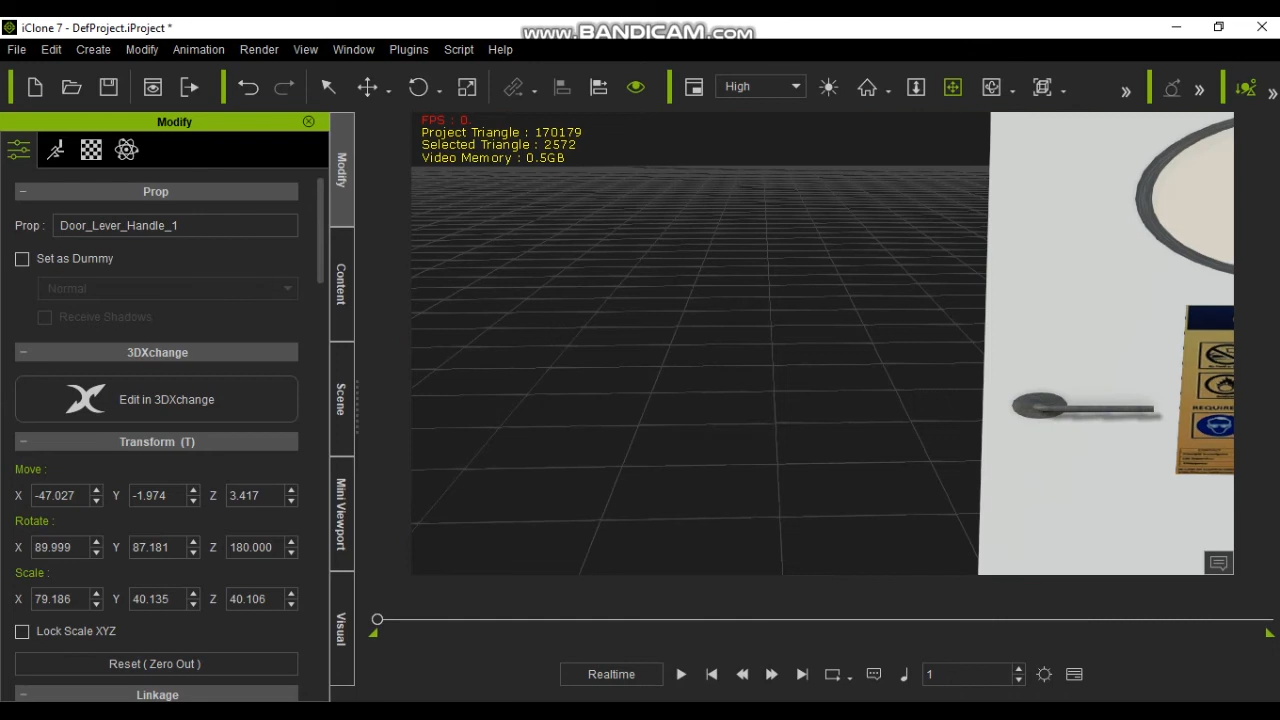 iClone 7 - DefProject.iProject *
www.BANDICAM.com
File Edit Create Modify Animation Render View Window Plugins Script Help
High
Modify
FPS : 0.
Project Triangle : 170179
Selected Triangle : 2572
Video Memory : 0.5GB
Prop
Prop : Door_Lever_Handle_1
Set as Dummy
Normal
Receive Shadows
3DXchange
Edit in 3DXchange
Transform (T)
Move :
X -47.027 Y -1.974 Z 3.417
Rotate :
X 89.999 Y 87.181 Z 180.000
Scale :
X 79.186 Y 40.135 Z 40.106
Lock Scale XYZ
Reset ( Zero Out )
Linkage
Modify
Content
Scene
Mini Viewport
Visual
REQUIRE
Realtime
1